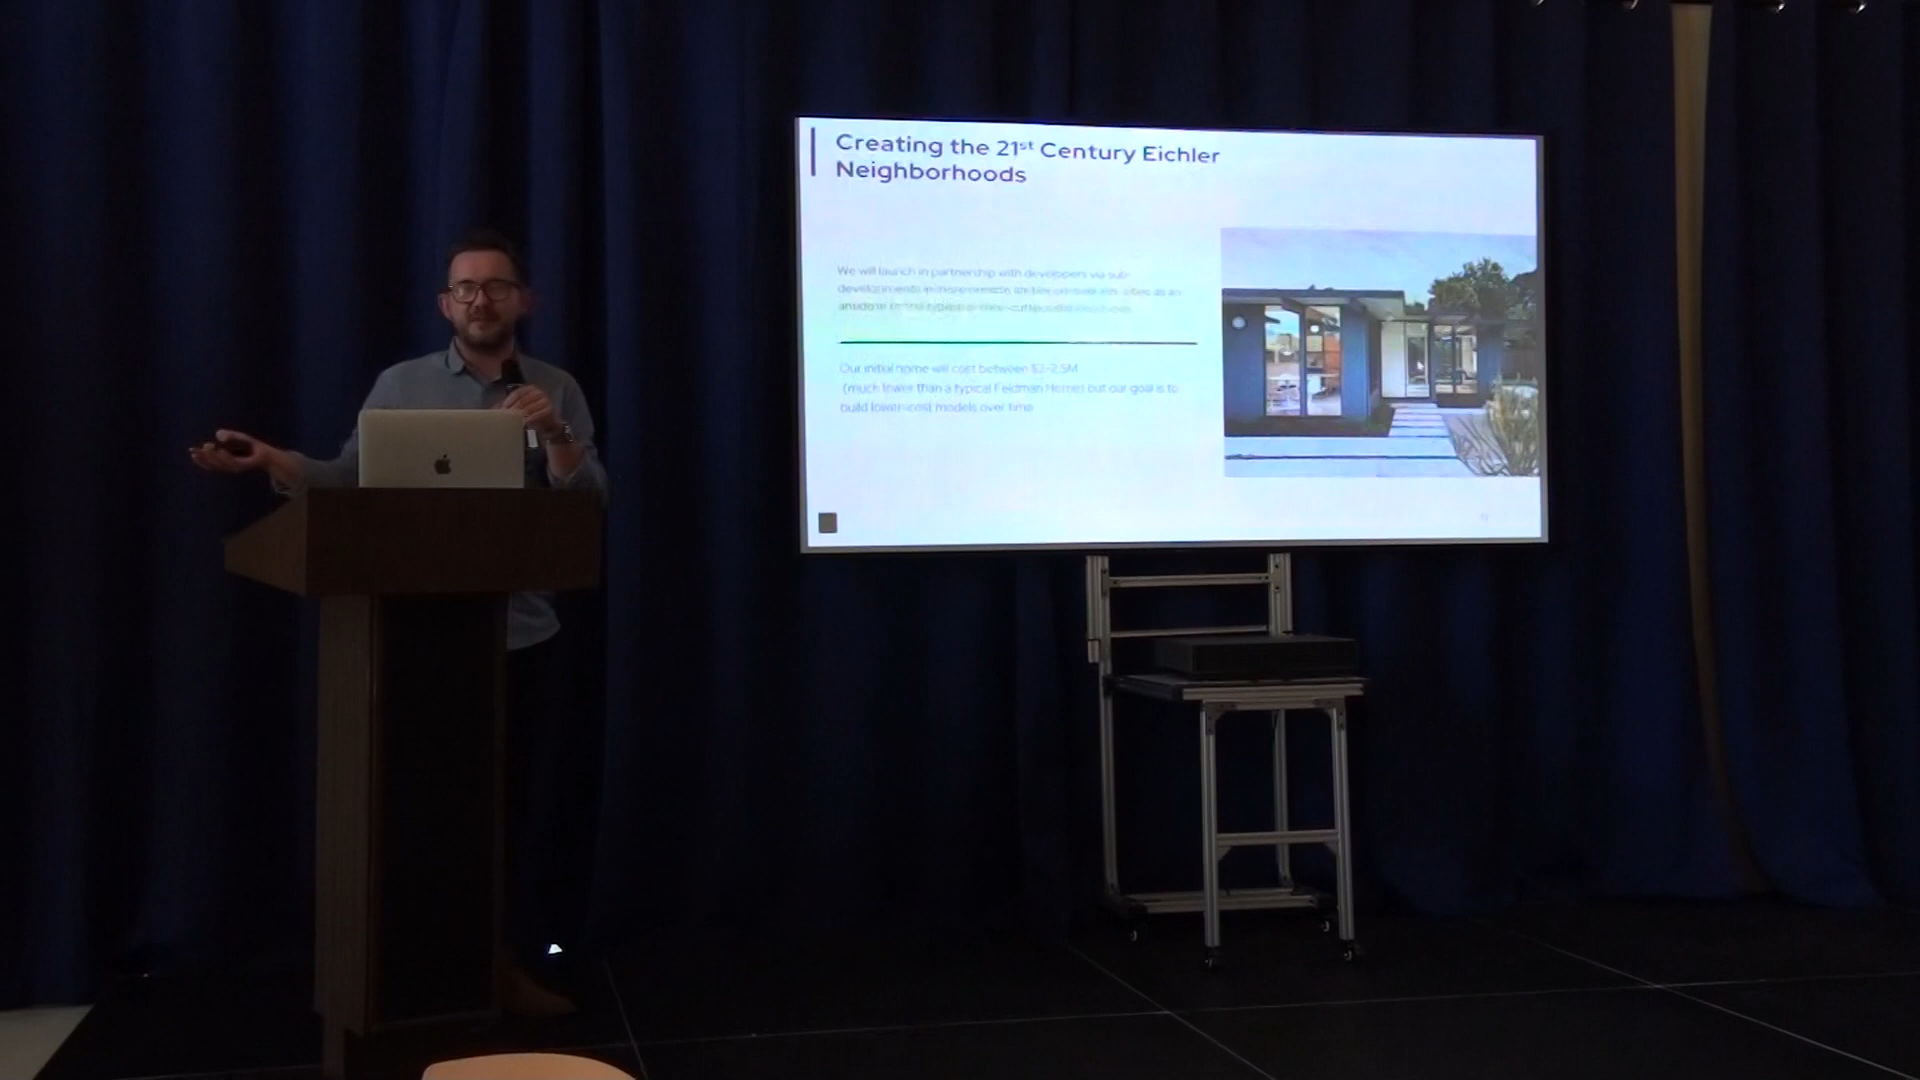 Creating the 21st Century Eichler
Neighborhoods
We will launch in partnership with developers via sub-
developments in
Our initial home will cost between $2-2.5M
(much lower than a typical Feldman Homes but our goal is to
build lower-cost models over time